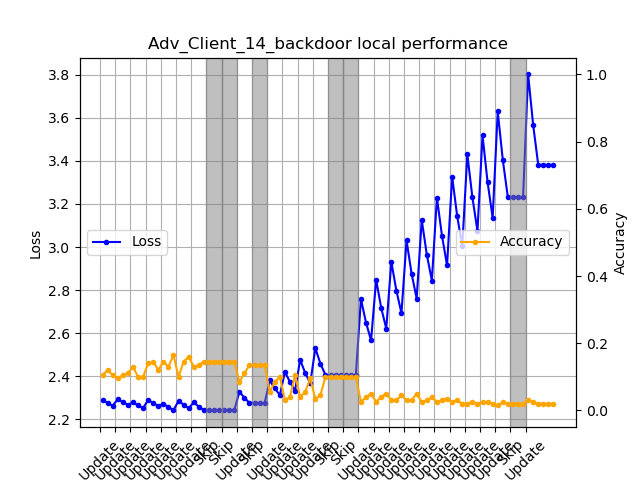 Adv_Client_14_backdoor local performance
3.8
3.6
3.4
3.2
3.0
2.8
2.6
2.4
2.2
Loss
1.0
0.8
0.6
0.4
0.2
0.0
Accuracy
Loss
Accuracy
Update
Update
Update
Update
Update
Update
Update
Skip
Skip
Update
Skip
Update
Update
Update
Update
Skip
Skip
Update
Update
Update
Update
Update
Update
Update
Update
Update
Update
Skip
Update